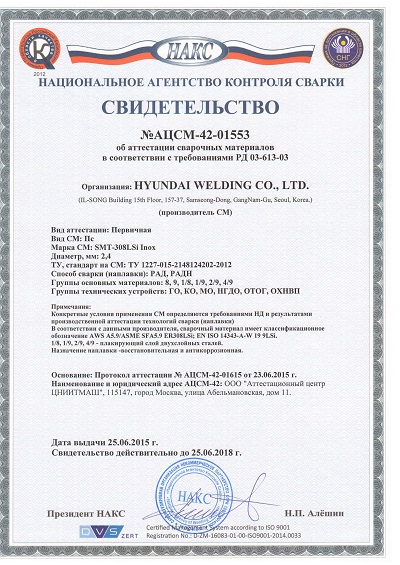 НАКС
2012
СНГ
НАЦИОНАЛЬНОЕ АГЕНТСТВО КОНТРОЛЯ СВАРКИ
СВИДЕТЕЛЬСТВО
№АЦСМ-42-01553
об аттестации сварочных материалов
в соответствии с требованиями РД 03-613-03
Организация: HYUNDAI WELDING CO., LTD.
(IL-SONG Building 15th Floor, 157-37, Samseong-Dong, GangNam-Gu, Seoul, Korea,)
(производитель СМ)
Вид аттестации: Первичная
Вид СМ: Пс
Марка СМ: SMT-308LSi Inox
Диаметр, мм: 2,4
ТУ, стандарт на СМ: ТУ 1227-015-2148124202-2012
Способ сварки (наплавки): РАД, РАДН
Группы основных материалов: 8, 9, 1/8, 1/9, 2/9, 4/9
Группы технических устройств: ГО, КО, МО, НГДО, ОТОГ, ОХНВП
Примечания:
Конкретные условия применения СМ определяются требованиями НД и результатами
производственной аттестации технологий сварки (наплавки)
В соответствии с данными производителя, сварочный материал имеет классификационное
обозначение AWS A5.9/ASME SFA5.9 ER308LSi; EN ISO 14343-A-W 19 9LSi.
1/8, 1/9, 2/9, 4/9 - плакирующий слой двухслойных сталей.
Назначение наплавки -восстановительная и антикоррозионная.
Основание: Протокол аттестации № АЦСМ-42-01615 от 23.06.2015 г.
Наименование и юридический адрес АЦСМ-42: ООО "Аттестационный центр
ЦНИИТМАШ", 115147, город Москва, улица Абельмановская, дом 11.
Дата выдачи 25.06.2015 г.
Свидетельство действительно до 25.06.2018 г.
НАКС
Президент НАКС
Н.П. Алёшин
DVS ZERT
Certified Management System according to ISO 9001
Registration No.: D-ZM-16083-01-00-ISO9001-2014.0033